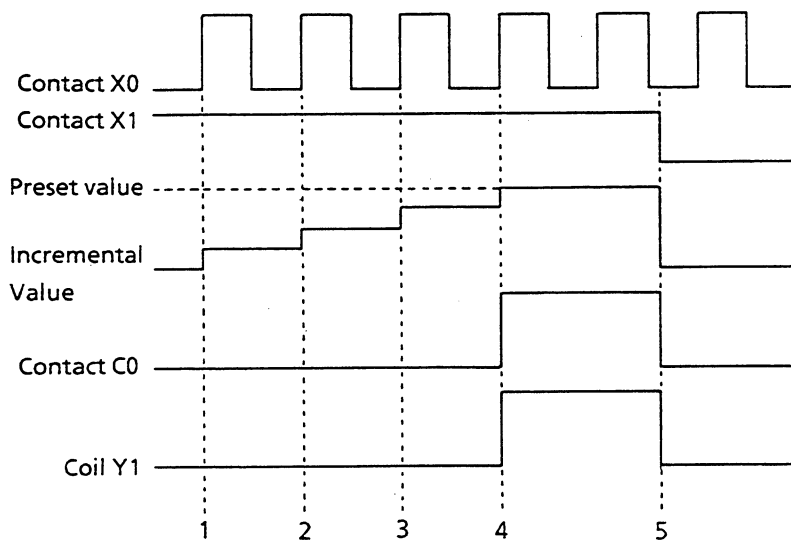 Contact X0
Contact X1
Preset value
Incremental
Value
Contact C0
Coil Y1
1 2 3 4 5